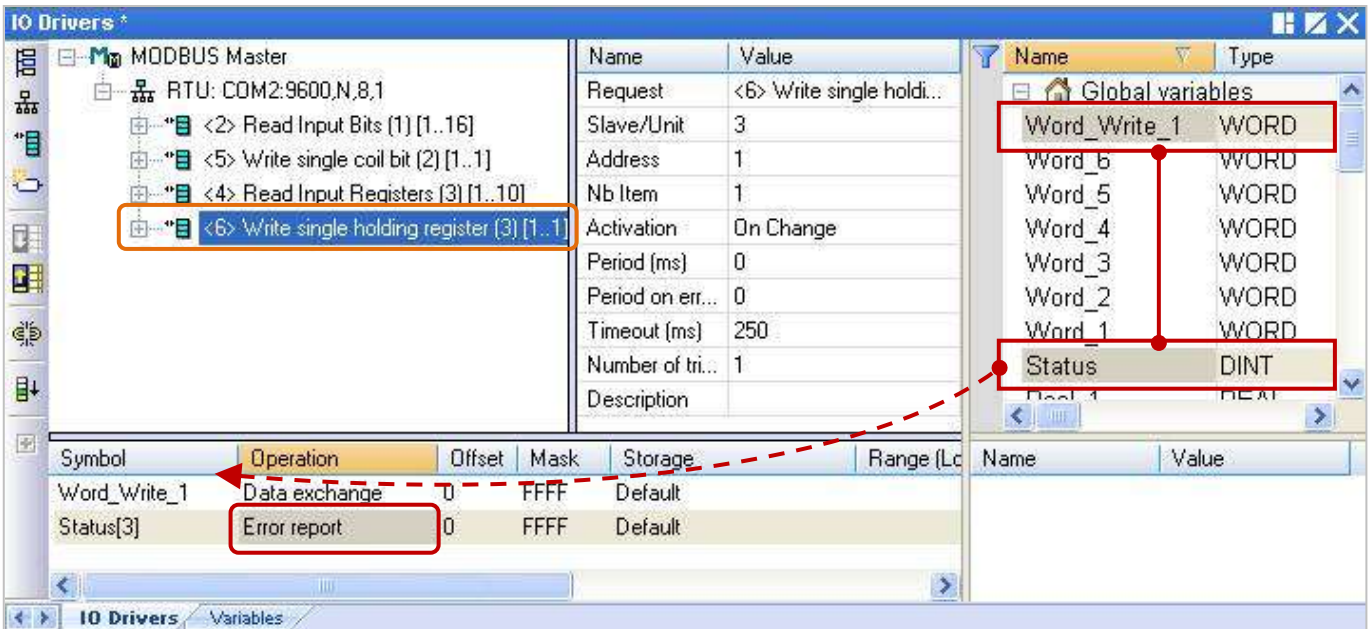 IO Drivers *
MODBUS Master
RTU: COM2:9600,N,8,1
<2> Read Input Bits (1) [1..16]
<5> Write single coil bit (2) [1..1]
<4> Read Input Registers (3) [1..10]
<6> Write single holding register (3) [1..1]
Name Value
Request <6> Write single holdi...
Slave/Unit 3
Address 1
Nb Item 1
Activation On Change
Period (ms) 0
Period on err... 0
Timeout (ms) 250
Number of tri... 1
Description
Name Type
Global variables
Word_Write_1 WORD
Word_6 WORD
Word_5 WORD
Word_4 WORD
Word_3 WORD
Word_2 WORD
Word_1 WORD
Status DINT
Real_1 REAL
Symbol Operation Offset Mask Storage Range (Lo
Word_Write_1 Data exchange 0 FFFF Default
Status[3] Error report 0 FFFF Default
Name Value
IO Drivers Variables